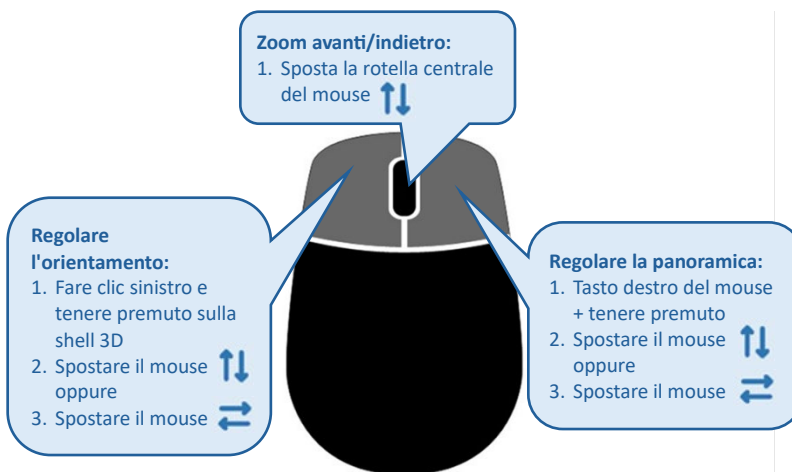 Zoom avanti/indietro:
1. Sposta la rotella centrale
del mouse
Regolare
l'orientamento:
1. Fare clic sinistro e
tenere premuto sulla
shell 3D
2. Spostare il mouse
oppure
3. Spostare il mouse
Regolare la panoramica:
1. Tasto destro del mouse
+ tenere premuto
2. Spostare il mouse
oppure
3. Spostare il mouse